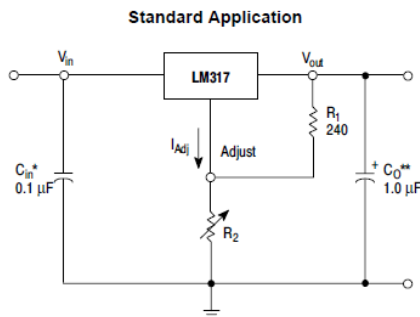 Standard Application
Vin
LM317
Vout
IAdj
Adjust
R1
240
Cin*
0.1 μF
R2
+ CO**
1.0 μF